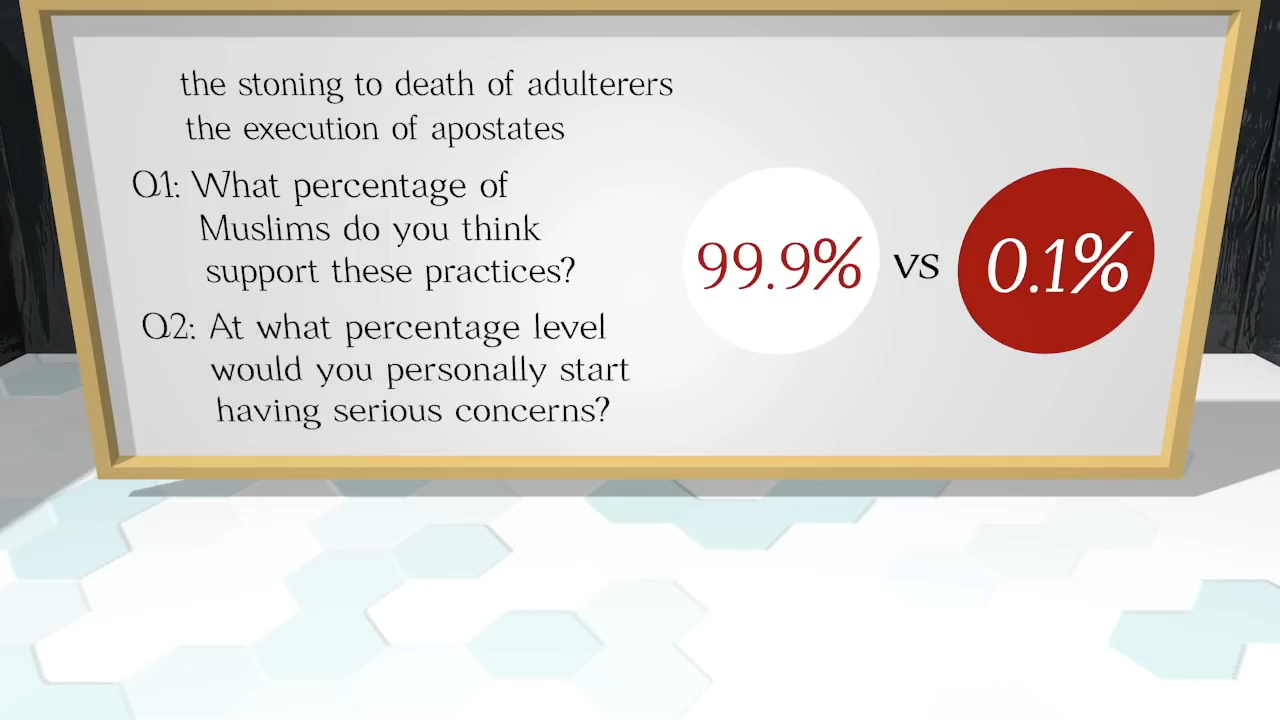 the stoning to death of adulterers
the execution of apostates
Q1: What percentage of
Muslims do you think
support these practices?
Q2: At what percentage level
would you personally start
having serious concerns?
99.9% vs 0.1%